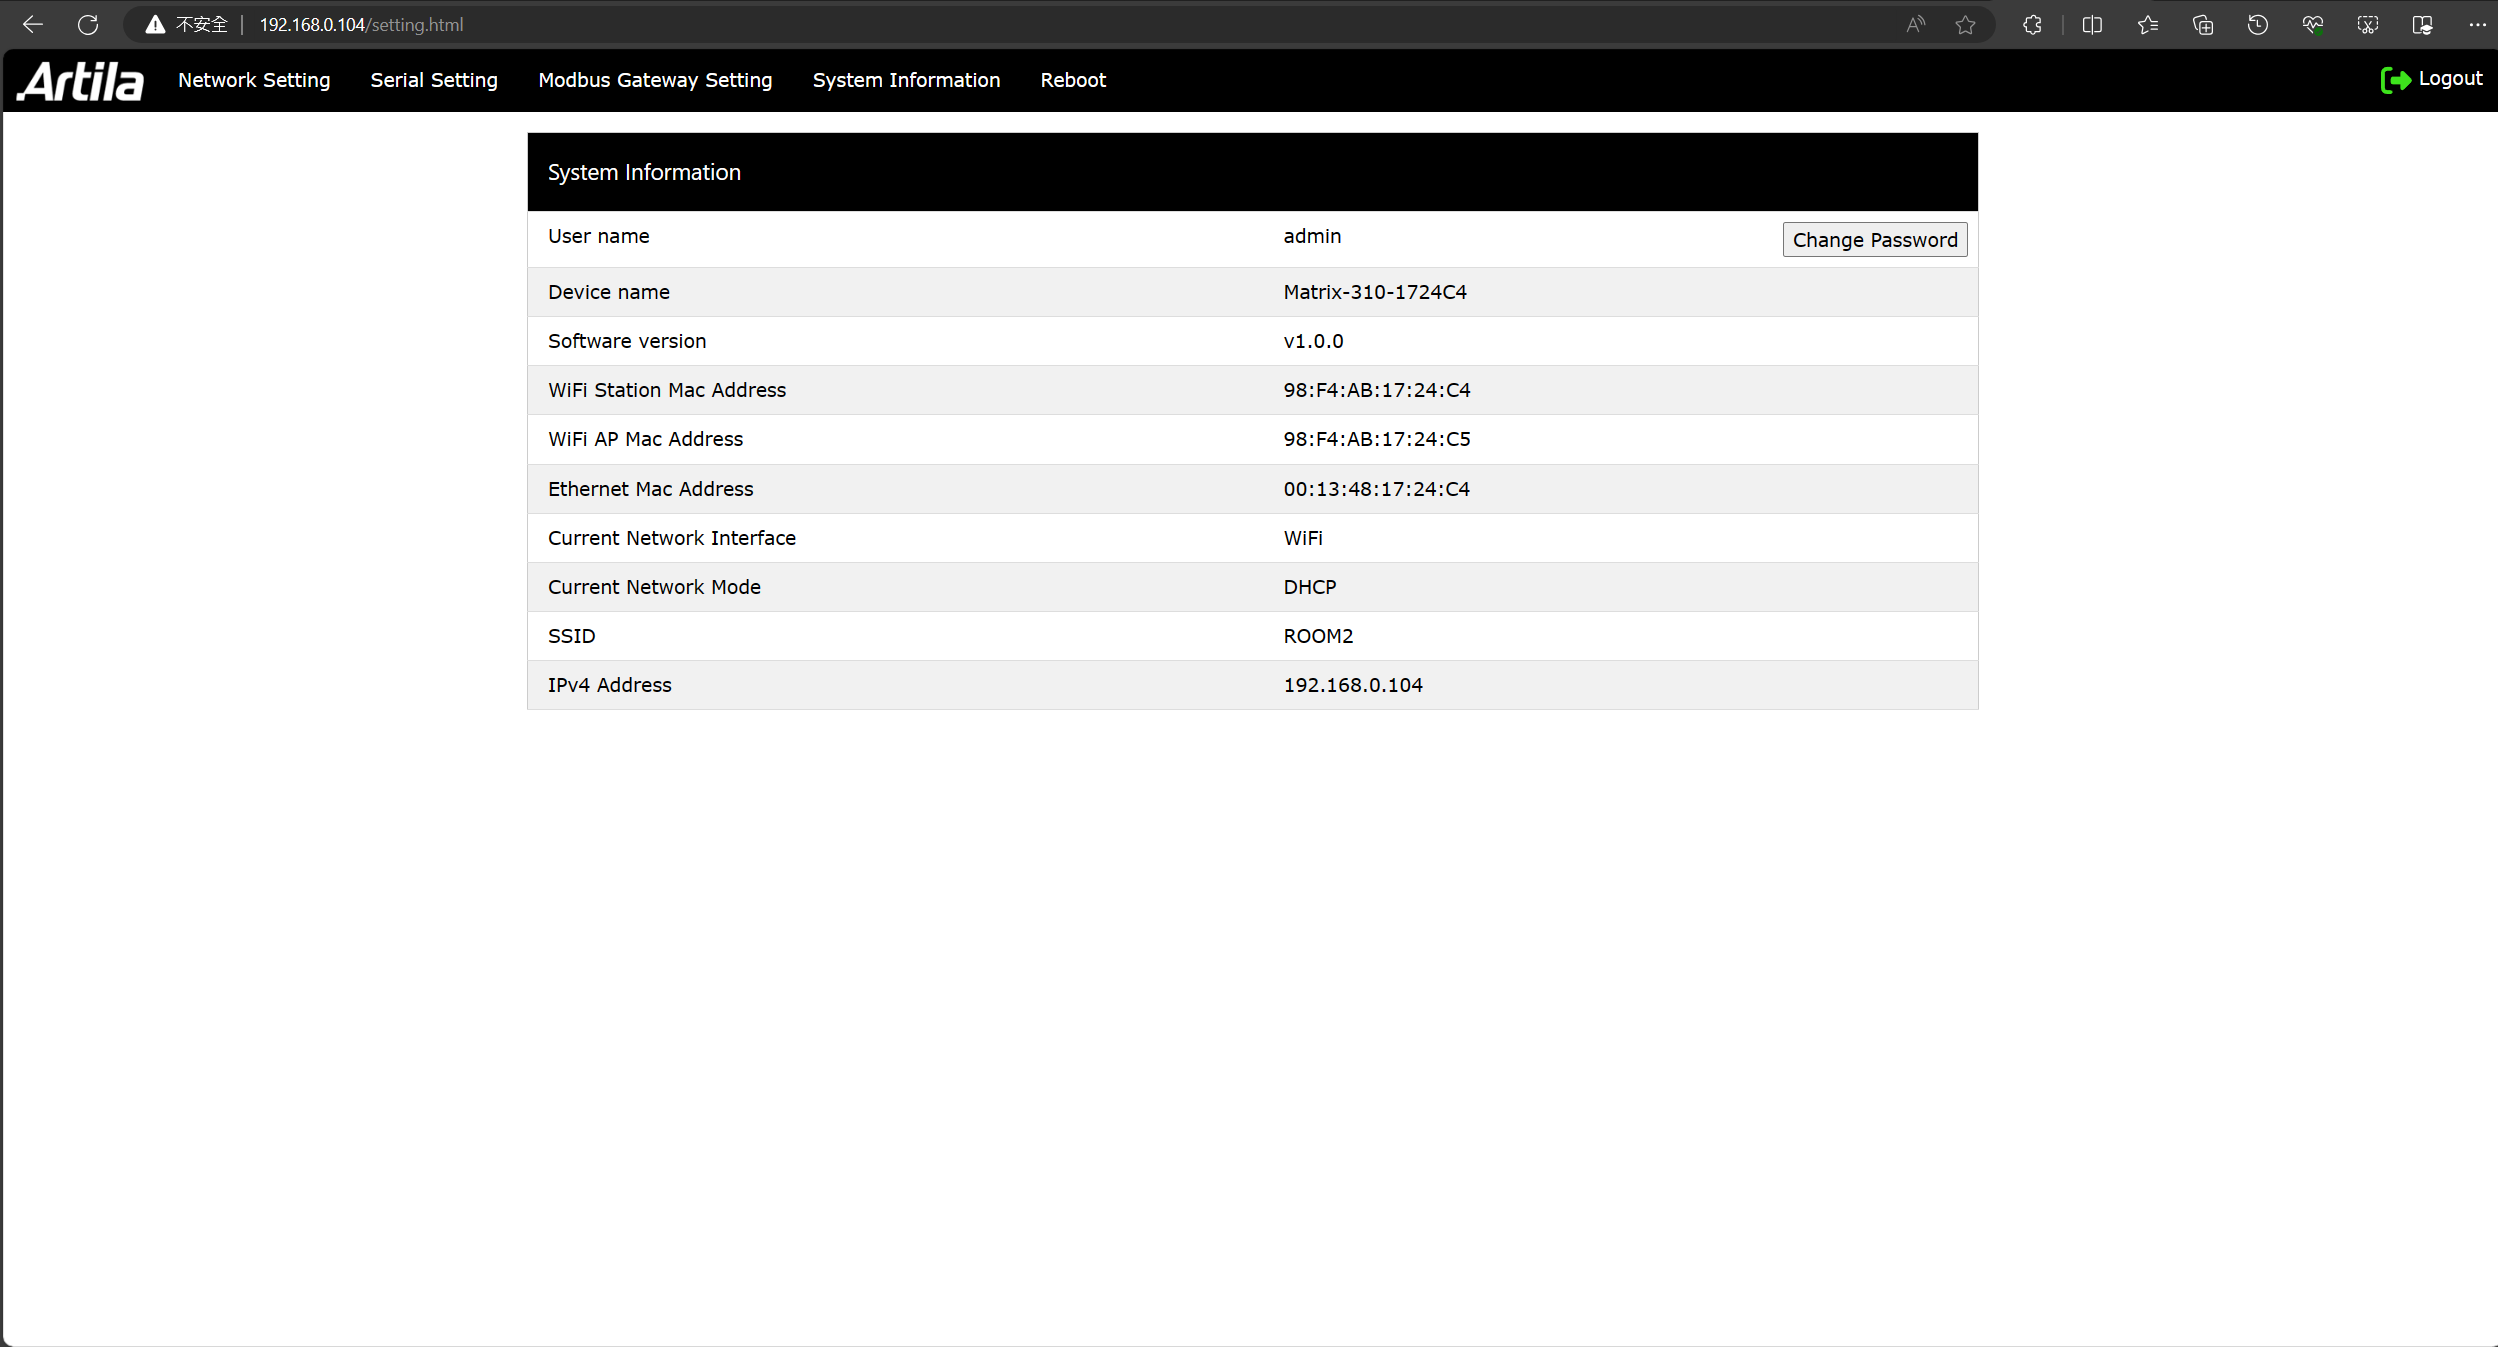 不安全 | 192.168.0.104/setting.html
Artila Network Setting Serial Setting Modbus Gateway Setting System Information Reboot Logout
System Information
User name admin Change Password
Device name Matrix-310-1724C4
Software version v1.0.0
WiFi Station Mac Address 98:F4:AB:17:24:C4
WiFi AP Mac Address 98:F4:AB:17:24:C5
Ethernet Mac Address 00:13:48:17:24:C4
Current Network Interface WiFi
Current Network Mode DHCP
SSID ROOM2
IPv4 Address 192.168.0.104